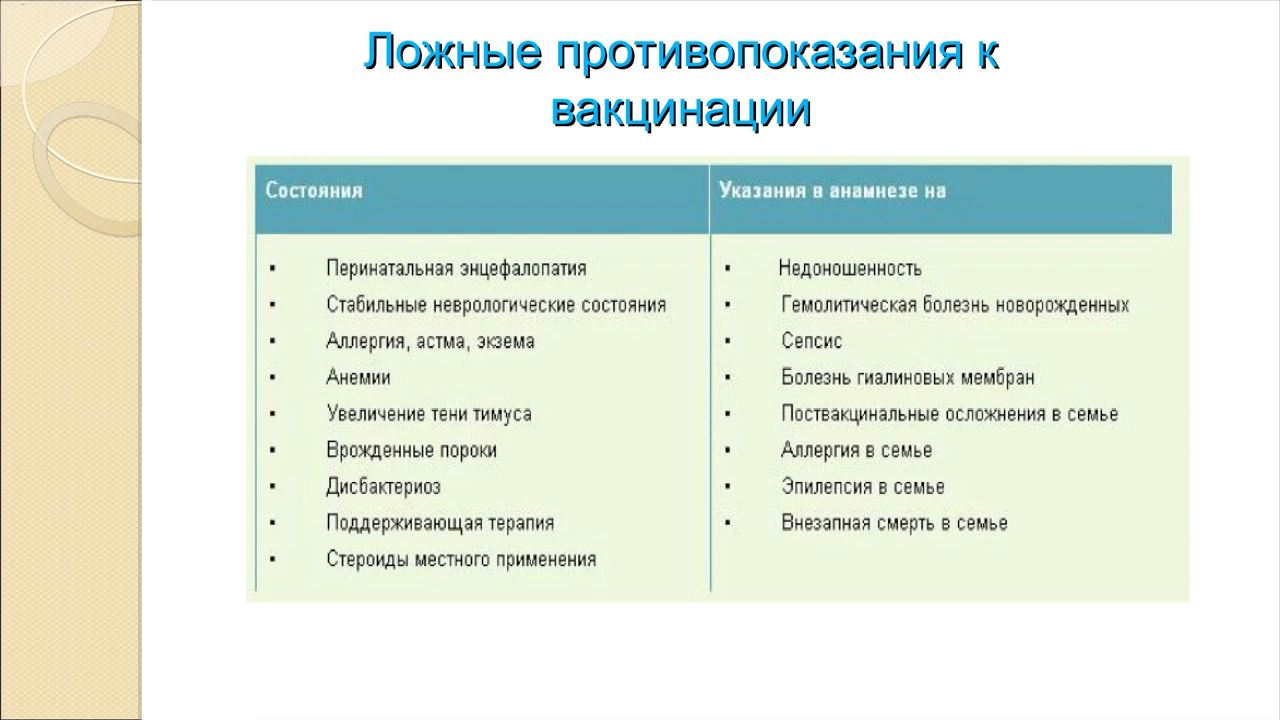 Ложные противопоказания к
вакцинации
Состояния
▪ Перинатальная энцефалопатия
▪ Стабильные неврологические состояния
▪ Аллергия, астма, экзема
▪ Анемии
▪ Увеличение тени тимуса
▪ Врожденные пороки
▪ Дисбактериоз
▪ Поддерживающая терапия
▪ Стероиды местного применения
Указания в анамнезе на
▪ Недоношенность
▪ Гемолитическая болезнь новорожденных
▪ Сепсис
▪ Болезнь гиалиновых мембран
▪ Поствакцинальные осложнения в семье
▪ Аллергия в семье
▪ Эпилепсия в семье
▪ Внезапная смерть в семье